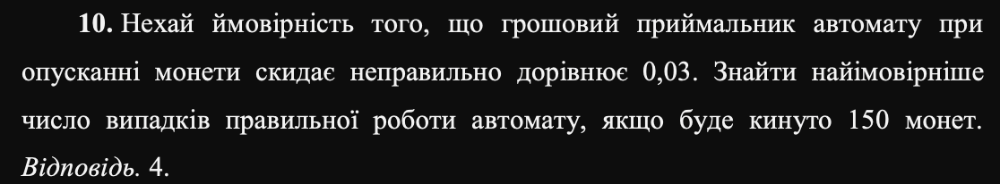 10. Нехай ймовірність того, що грошовий приймальник автомату при
опусканні монети скидає неправильно дорівнює 0,03. Знайти найімовірніше
число випадків правильної роботи автомату, якщо буде кинуто 150 монет.
Відповідь. 4.